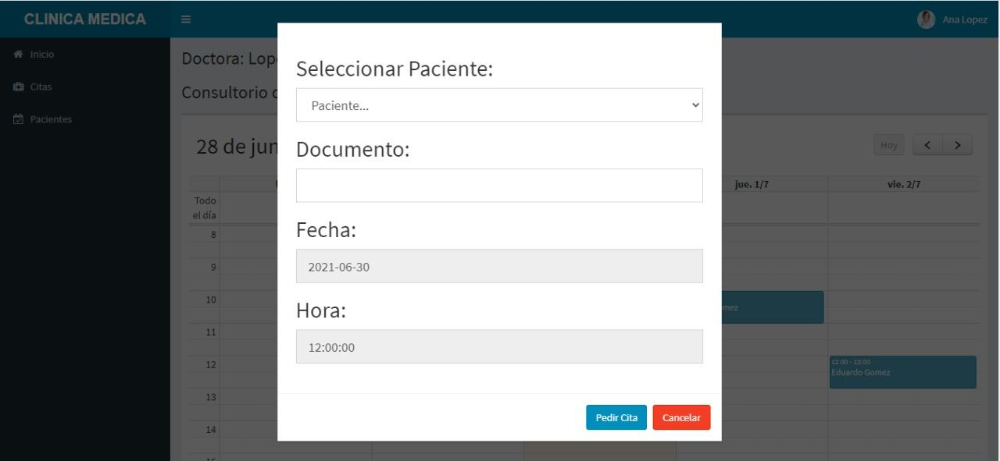 CLINICA MEDICA
Ana Lopez
Inicio
Citas
Pacientes
Doctora: Lop
Consultorio
28 de jun
Hoy
jue. 1/7
vie. 2/7
Todo
el día
8
9
10
11
12
13
14
mez
12:00 - 13:00
Eduardo Gomez
Seleccionar Paciente:
Paciente...
Documento:
Fecha:
2021-06-30
Hora:
12:00:00
Pedir Cita
Cancelar